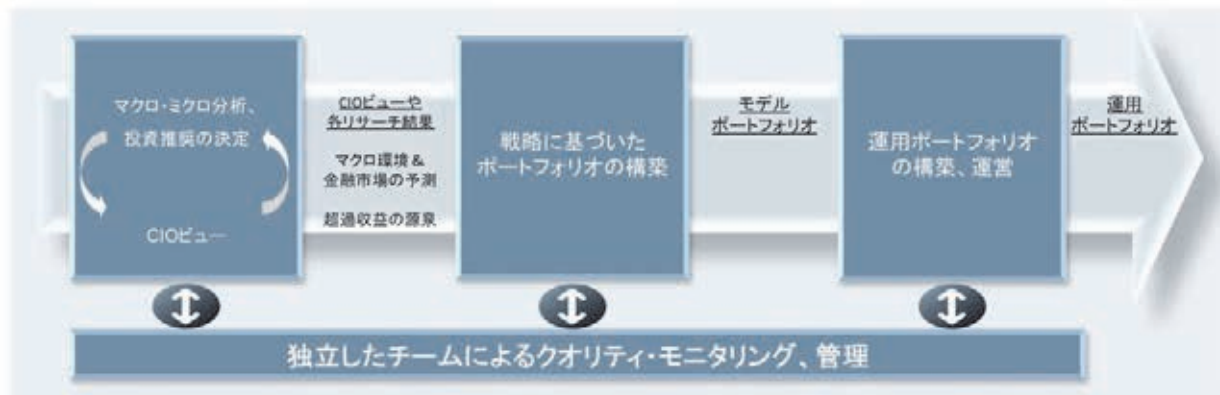 マクロ・ミクロ分析、
投資推奨の決定
CIOビュー
CIOビューや
各リサーチ結果
マクロ環境＆
金融市場の予測
超過収益の源泉
戦略に基づいた
ポートフォリオの構築
モデル
ポートフォリオ
運用ポートフォリオ
の構築、運営
運用
ポートフォリオ
独立したチームによるクオリティ・モニタリング、管理